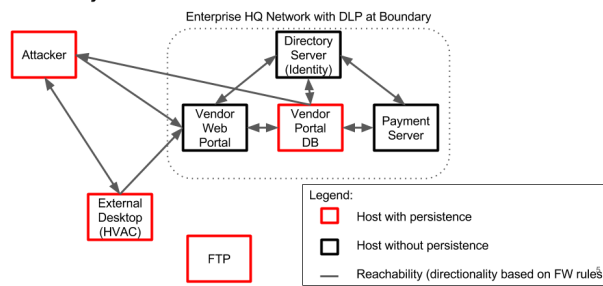 Enterprise HQ Network with DLP at Boundary
Attacker
Directory
Server
(Identity)
Vendor
Web
Portal
Vendor
Portal
DB
Payment
Server
External
Desktop
(HVAC)
FTP
Legend:
Host with persistence
Host without persistence
Reachability (directionality based on FW rules
5